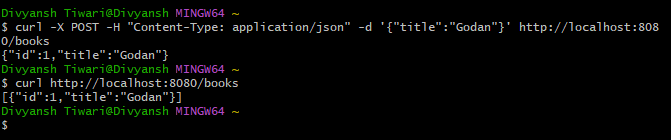 Divyansh Tiwari@Divyansh MINGW64 ~
$ curl -X POST -H "Content-Type: application/json" -d '{"title":"Godan"}' http://localhost:808
0/books
{"id":1,"title":"Godan"}
Divyansh Tiwari@Divyansh MINGW64 ~
$ curl http://localhost:8080/books
[{"id":1,"title":"Godan"}]
Divyansh Tiwari@Divyansh MINGW64 ~
$